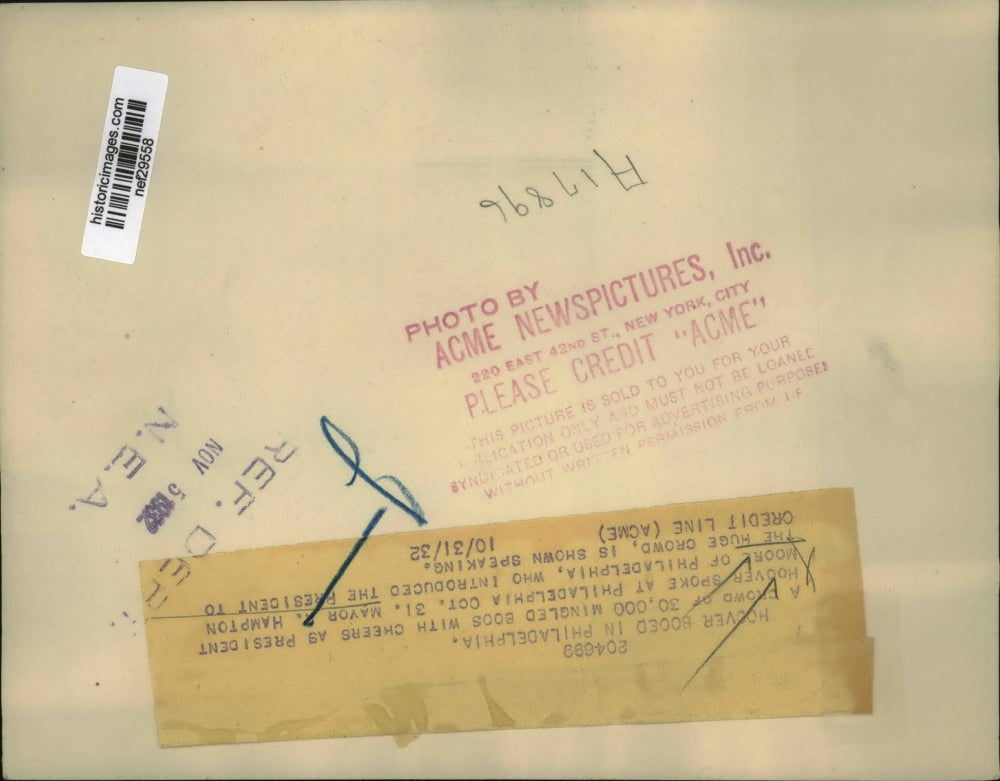 historicimages.com
nef29558
A17896
PHOTO BY
ACME NEWSPICTURES, Inc.
220 EAST 42ND ST., NEW YORK, CITY
PLEASE CREDIT "ACME"
THIS PICTURE IS SOLD TO YOU FOR YOUR
PUBLICATION ONLY AND MUST NOT BE LOANED
SYNDICATED OR USED FOR ADVERTISING PURPOSES
WITHOUT WRITTEN PERMISSION FROM US.
REF. DEPT.
NOV 5 1932
N.E.A.
204699
HOOVER BOOED IN PHILADELPHIA.
A CROWD OF 30,000 MINGLED BOOS WITH CHEERS AS PRESIDENT
HOOVER SPOKE AT PHILADELPHIA OCT. 31. MAYOR J. HAMPTON
MOORE OF PHILADELPHIA, WHO INTRODUCED THE PRESIDENT TO
THE HUGE CROWD, IS SHOWN SPEAKING.
CREDIT LINE (ACME) 10/31/32